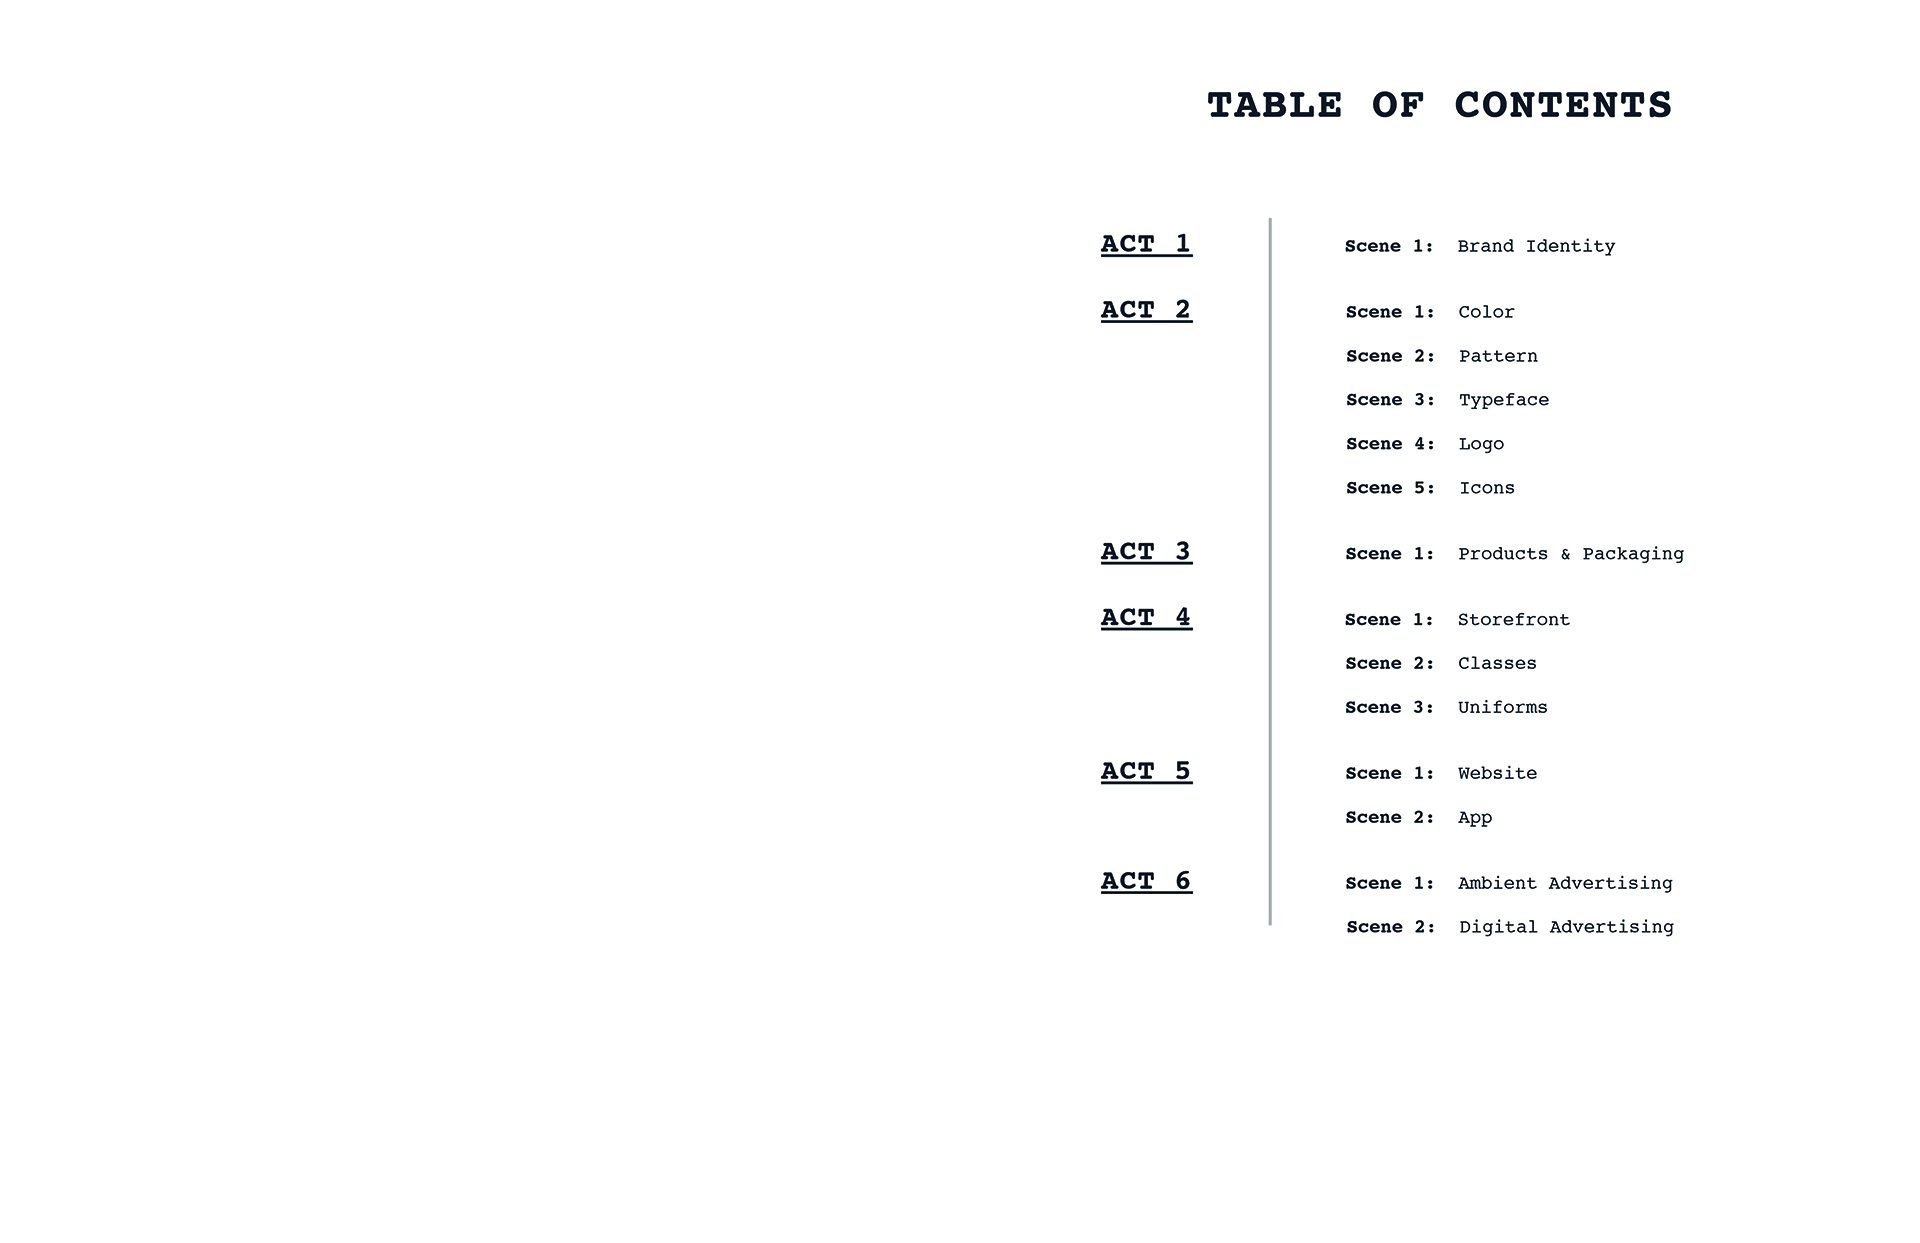 TABLE OF CONTENTS
ACT 1 Scene 1: Brand Identity
ACT 2 Scene 1: Color
Scene 2: Pattern
Scene 3: Typeface
Scene 4: Logo
Scene 5: Icons
ACT 3 Scene 1: Products & Packaging
ACT 4 Scene 1: Storefront
Scene 2: Classes
Scene 3: Uniforms
ACT 5 Scene 1: Website
Scene 2: App
ACT 6 Scene 1: Ambient Advertising
Scene 2: Digital Advertising